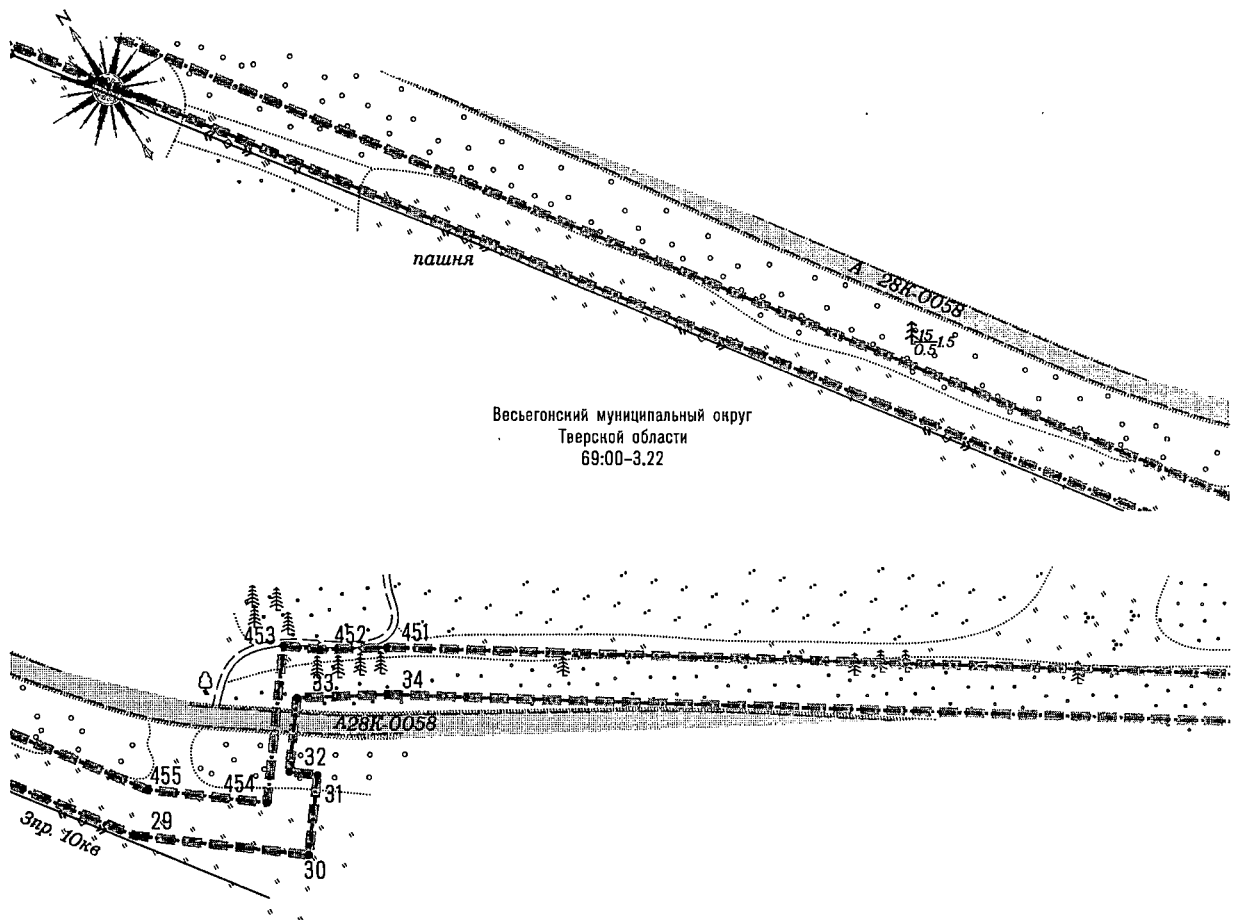 N
пашня
А 28К-0058
15
0.5
1.5
Весьегонский муниципальный округ
Тверской области
69:00-3.22
453
452
451
33
34
А28К-0058
32
31
455
454
29
30
3пр. 10кв